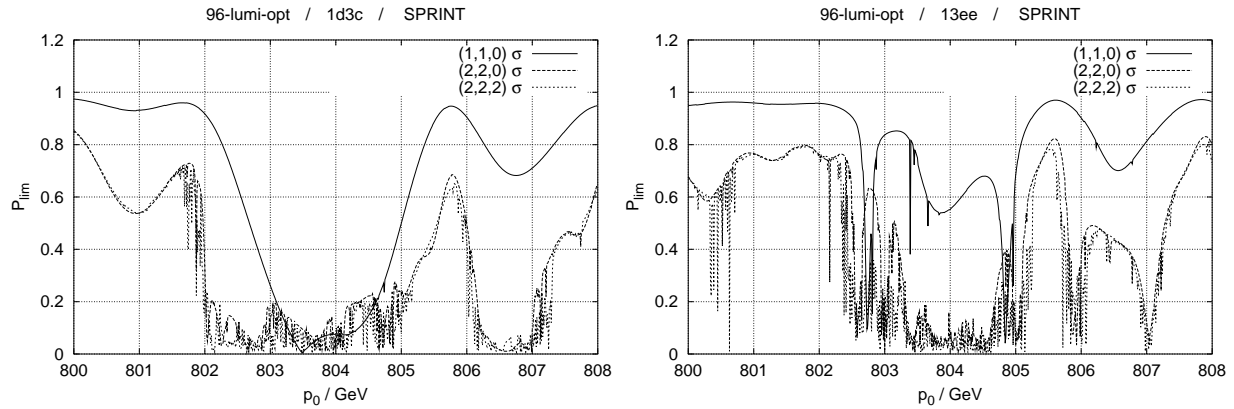 96-lumi-opt / 1d3c / SPRINT
P_lim
1.2
1
0.8
0.6
0.4
0.2
0
(1,1,0) σ
(2,2,0) σ
(2,2,2) σ
800 801 802 803 804 805 806 807 808
p_0 / GeV
96-lumi-opt / 13ee / SPRINT
P_lim
1.2
1
0.8
0.6
0.4
0.2
0
(1,1,0) σ
(2,2,0) σ
(2,2,2) σ
800 801 802 803 804 805 806 807 808
p_0 / GeV